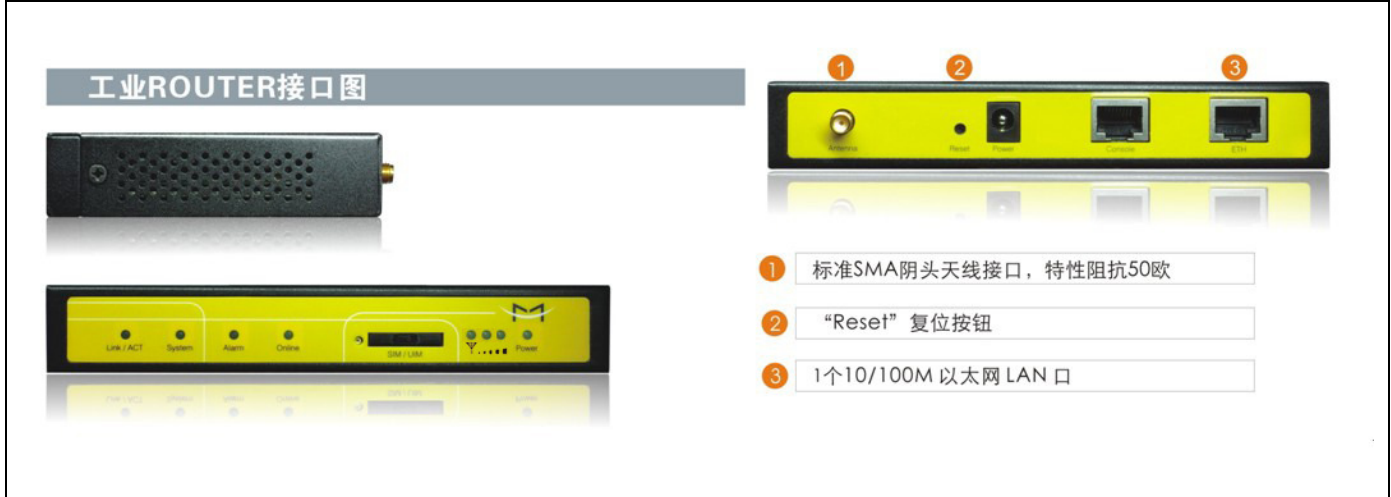 工业ROUTER接口图
1 2 3
Antenna Reset Power Console ETH
Link / ACT System Alarm Online SIM / UIM Power
1 标准SMA阴头天线接口，特性阻抗50欧
2 “Reset”复位按钮
3 1个10/100M 以太网 LAN 口